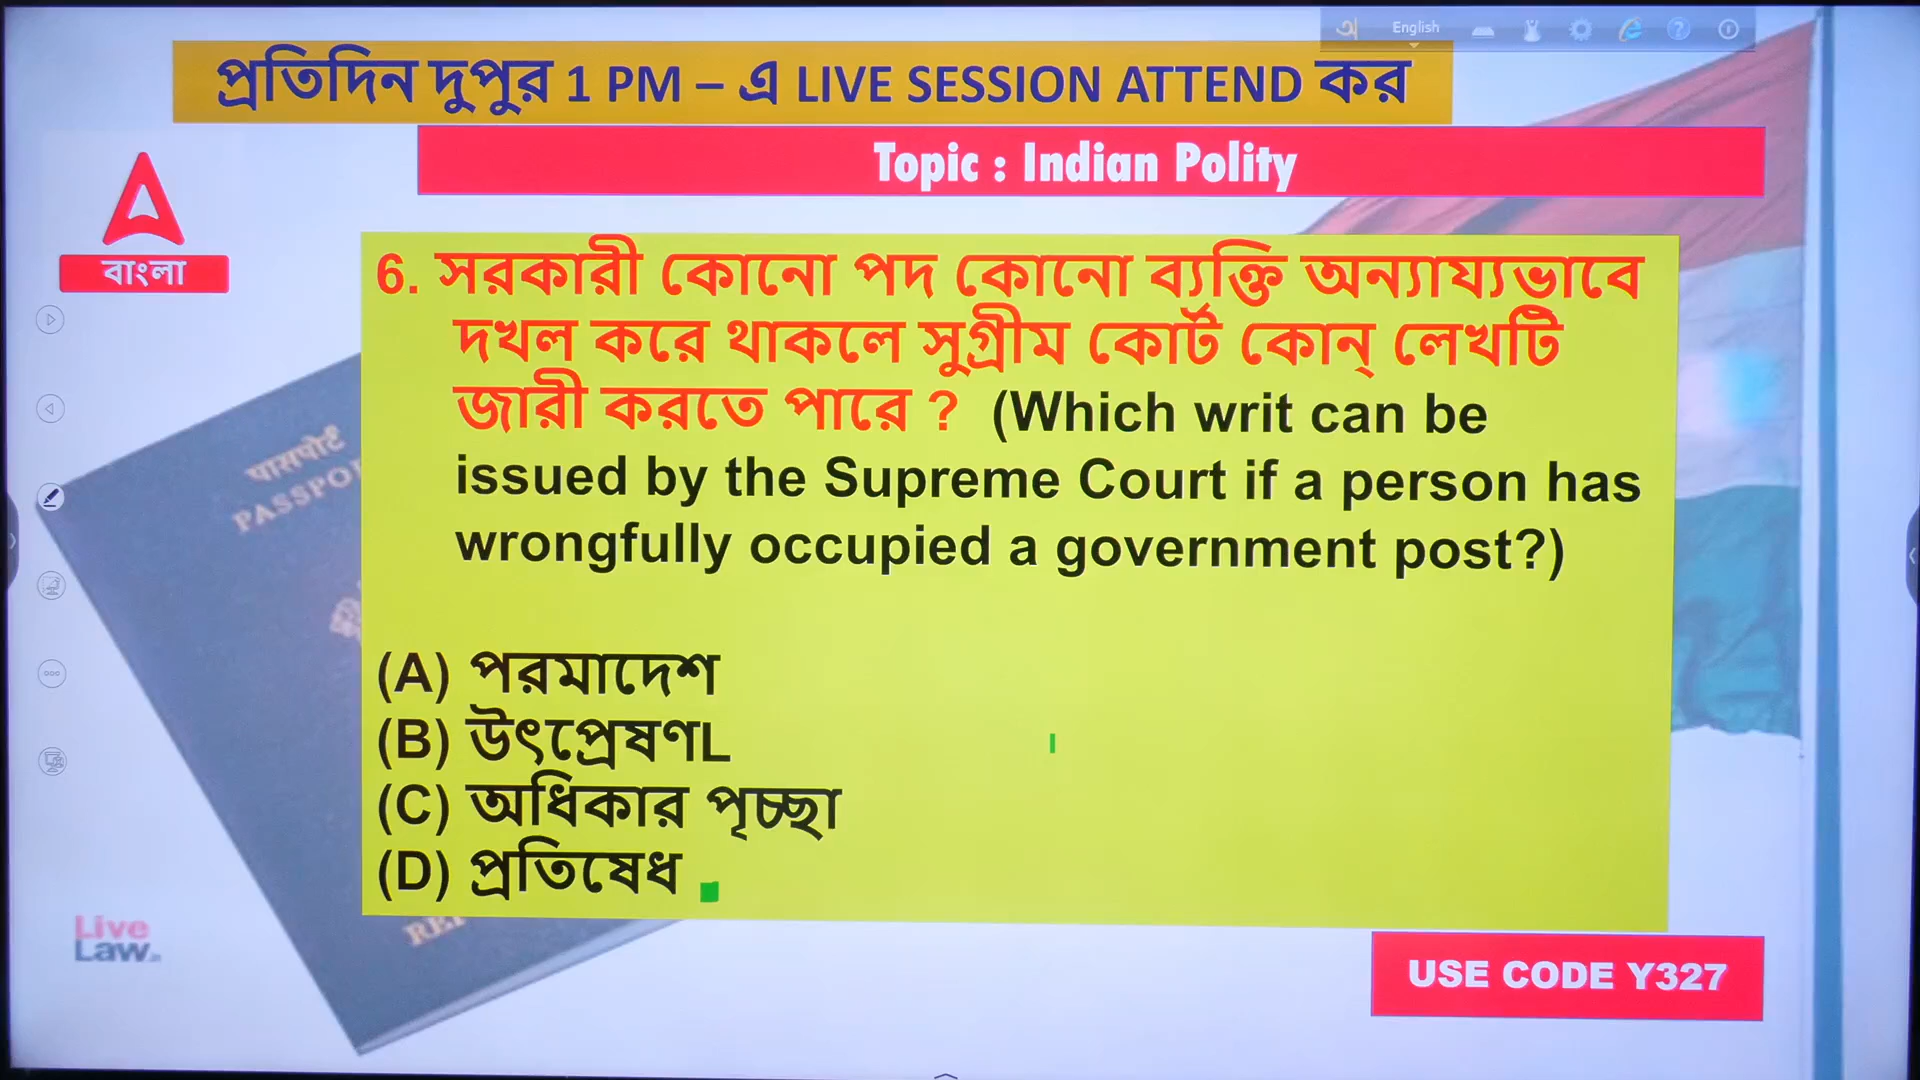 English
প্রতিদিন দুপুর 1 PM – এ LIVE SESSION ATTEND কর
Topic : Indian Polity
বাংলা
6. সরকারী কোনো পদ কোনো ব্যক্তি অন্যায্যভাবে
দখল করে থাকলে সুপ্রীম কোর্ট কোন্ লেখটি
জারী করতে পারে ? (Which writ can be
issued by the Supreme Court if a person has
wrongfully occupied a government post?)
पासपोर्ट
PASSPO
(A) পরমাদেশ
(B) উৎপ্রেষণL
(C) অধিকার পৃচ্ছা
(D) প্রতিষেধ
Live
Law.in
USE CODE Y327